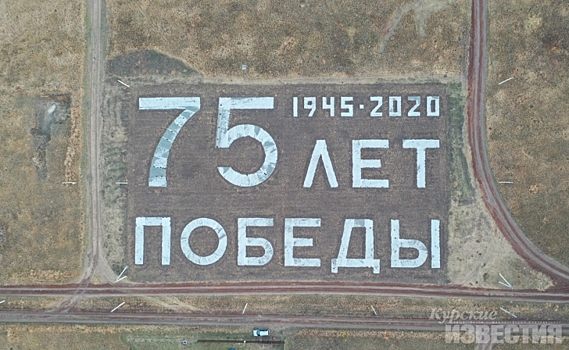 75 1945·2020
ЛЕТ
ПОБЕДЫ
Курские
ИЗВЕСТИЯ